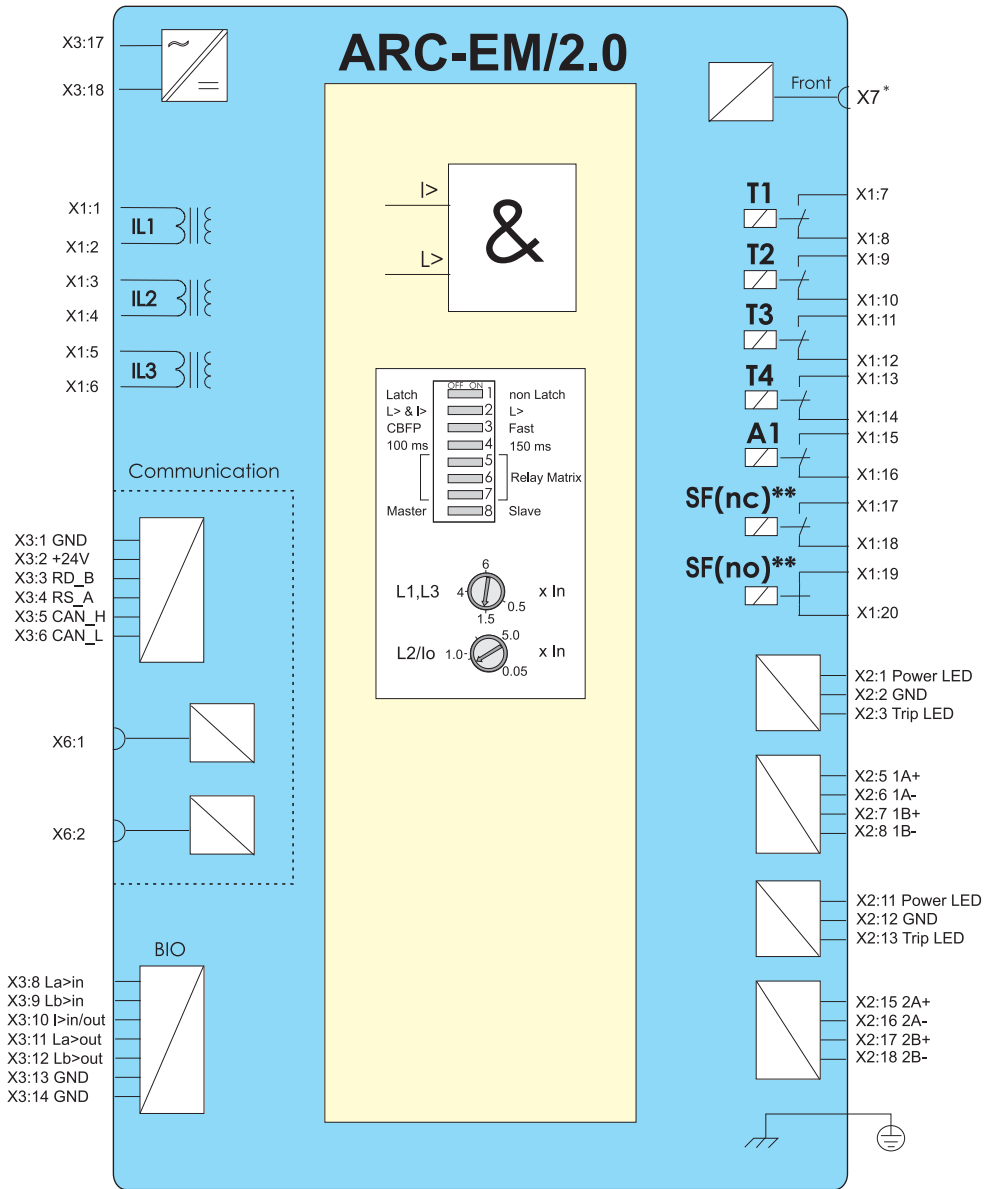 ARC-EM/2.0
X3:17
X3:18
Front
X7*
X1:1
IL1
X1:2
X1:3
IL2
X1:4
X1:5
IL3
X1:6
I>
L>
&
T1
X1:7
X1:8
T2
X1:9
X1:10
T3
X1:11
X1:12
T4
X1:13
X1:14
A1
X1:15
X1:16
SF(nc)**
X1:17
X1:18
SF(no)**
X1:19
X1:20
OFF ON
Latch 1 non Latch
L> & I> 2 L>
CBFP 3 Fast
100 ms 4 150 ms
5
6 Relay Matrix
7
Master 8 Slave
6
L1,L3 4 0.5 x In
1.5
5.0
L2/Io 1.0 x In
0.05
Communication
X3:1 GND
X3:2 +24V
X3:3 RD_B
X3:4 RS_A
X3:5 CAN_H
X3:6 CAN_L
X6:1
X6:2
BIO
X3:8 La>in
X3:9 Lb>in
X3:10 I>in/out
X3:11 La>out
X3:12 Lb>out
X3:13 GND
X3:14 GND
X2:1 Power LED
X2:2 GND
X2:3 Trip LED
X2:5 1A+
X2:6 1A-
X2:7 1B+
X2:8 1B-
X2:11 Power LED
X2:12 GND
X2:13 Trip LED
X2:15 2A+
X2:16 2A-
X2:17 2B+
X2:18 2B-